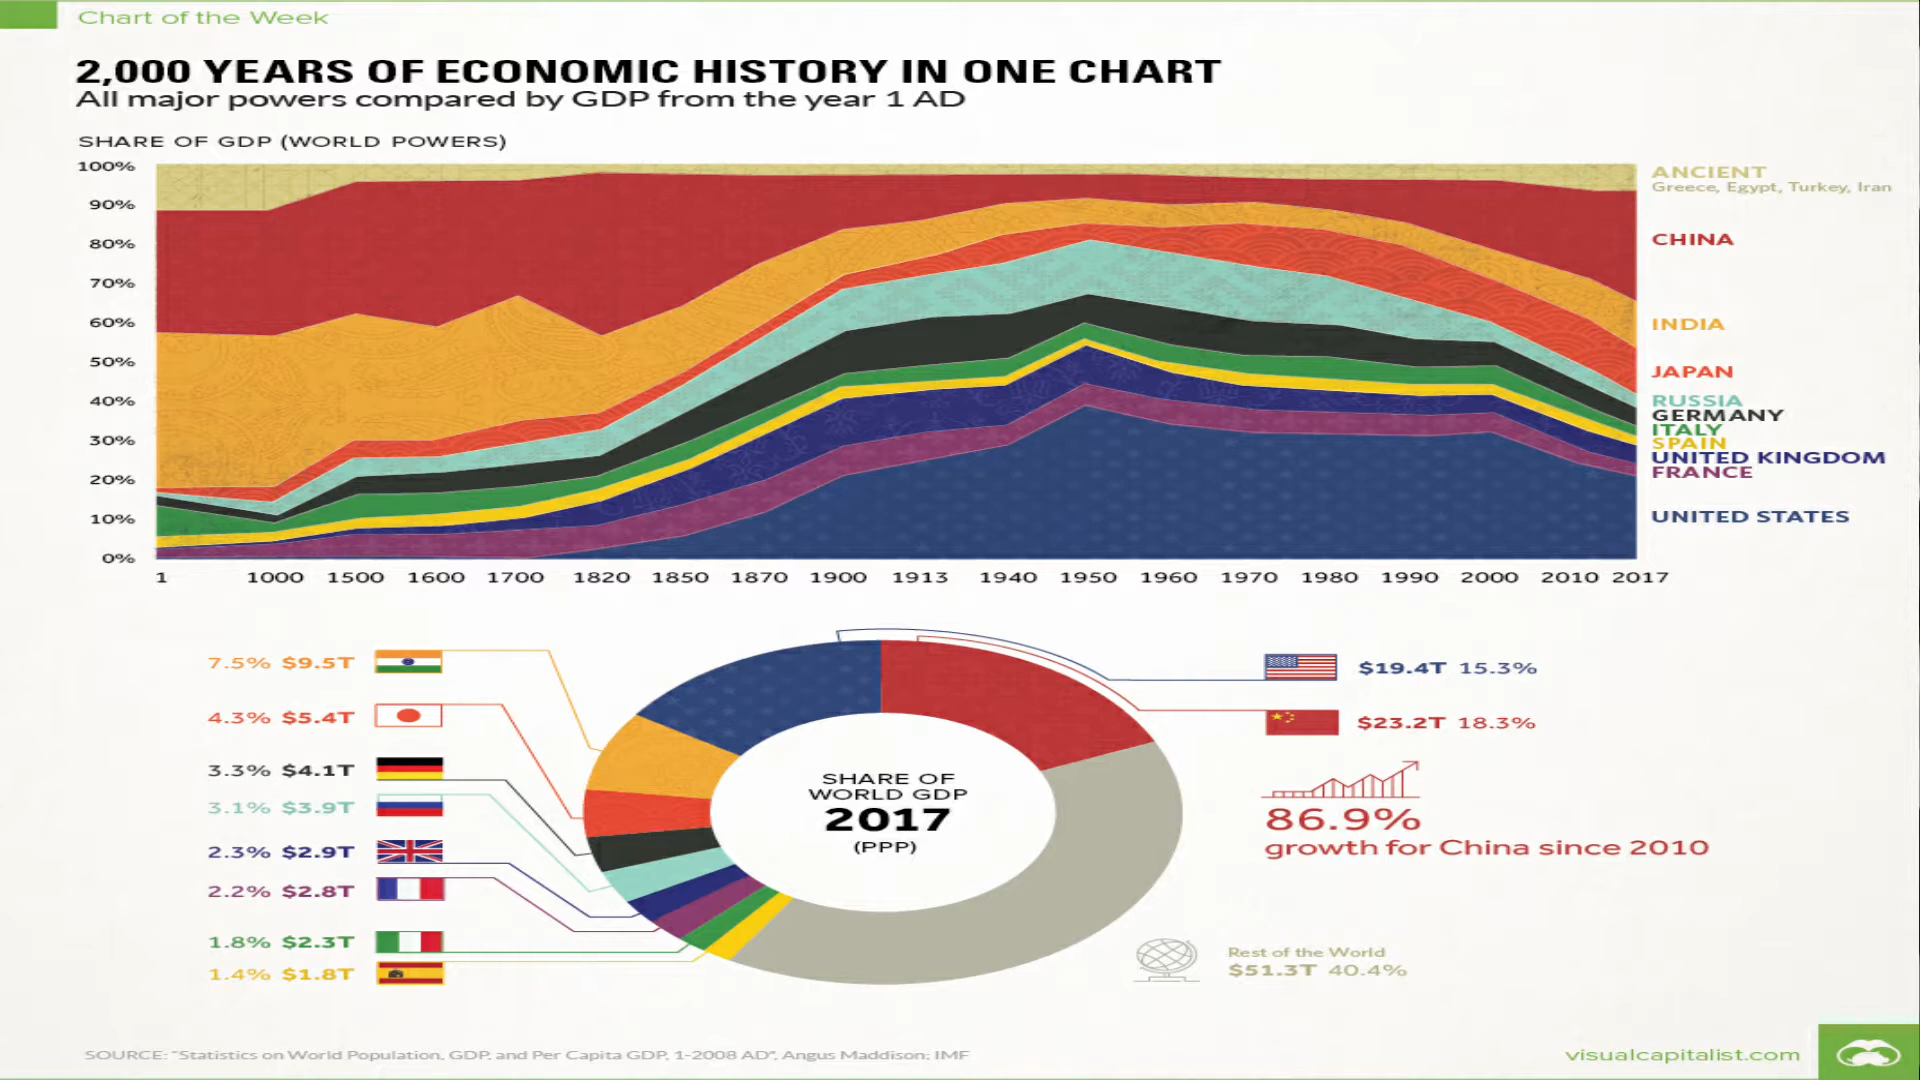 Chart of the Week
2,000 YEARS OF ECONOMIC HISTORY IN ONE CHART
All major powers compared by GDP from the year 1 AD
SHARE OF GDP (WORLD POWERS)
100%
90%
80%
70%
60%
50%
40%
30%
20%
10%
0%
1 1000 1500 1600 1700 1820 1850 1870 1900 1913 1940 1950 1960 1970 1980 1990 2000 2010 2017
ANCIENT
Greece, Egypt, Turkey, Iran
CHINA
INDIA
JAPAN
RUSSIA
GERMANY
ITALY
SPAIN
UNITED KINGDOM
FRANCE
UNITED STATES
7.5% $9.5T
4.3% $5.4T
3.3% $4.1T
3.1% $3.9T
2.3% $2.9T
2.2% $2.8T
1.8% $2.3T
1.4% $1.8T
SHARE OF
WORLD GDP
2017
(PPP)
$19.4T 15.3%
$23.2T 18.3%
86.9%
growth for China since 2010
Rest of the World
$51.3T 40.4%
SOURCE: "Statistics on World Population, GDP, and Per Capita GDP, 1-2008 AD", Angus Maddison; IMF
visualcapitalist.com